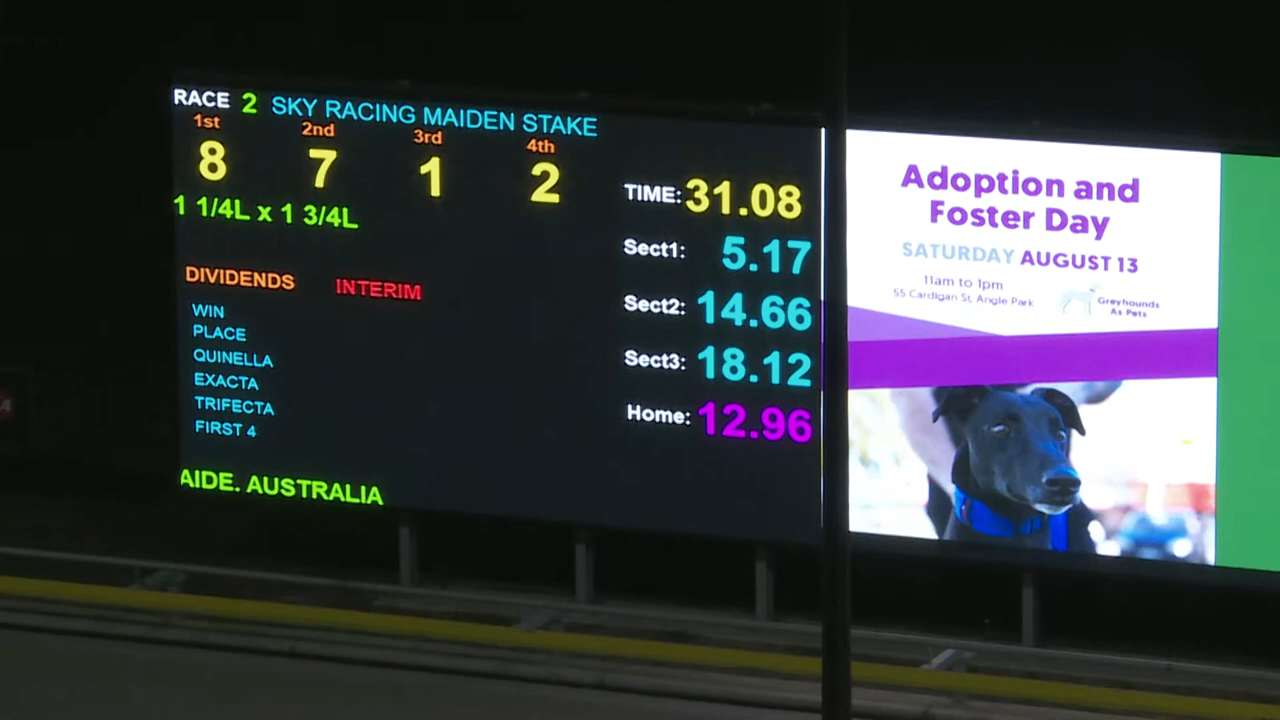 RACE 2 SKY RACING MAIDEN STAKE
1st 2nd 3rd 4th
8 7 1 2
1 1/4L x 1 3/4L
DIVIDENDS INTERIM
WIN
PLACE
QUINELLA
EXACTA
TRIFECTA
FIRST 4
AIDE. AUSTRALIA
TIME: 31.08
Sect1: 5.17
Sect2: 14.66
Sect3: 18.12
Home: 12.96
Adoption and
Foster Day
SATURDAY AUGUST 13
11am to 1pm
55 Cardigan St, Angle Park
Greyhounds
As Pets